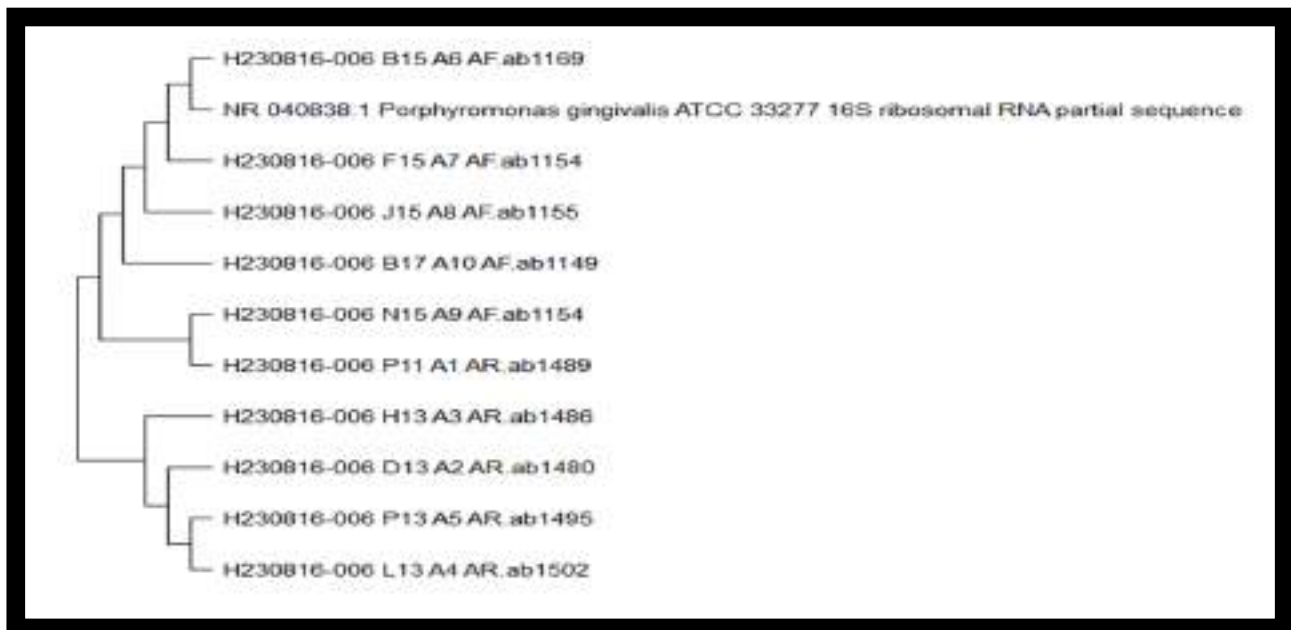 H230816-006 B15 A6 AF.ab1169
NR 040838.1 Porphyromonas gingivalis ATCC 33277 16S ribosomal RNA partial sequence
H230816-006 F15 A7 AF.ab1154
H230816-006 J15 A8 AF.ab1155
H230816-006 B17 A10 AF.ab1149
H230816-006 N15 A9 AF.ab1154
H230816-006 P11 A1 AR.ab1489
H230816-006 H13 A3 AR.ab1486
H230816-006 D13 A2 AR.ab1480
H230816-006 P13 A5 AR.ab1495
H230816-006 L13 A4 AR.ab1502